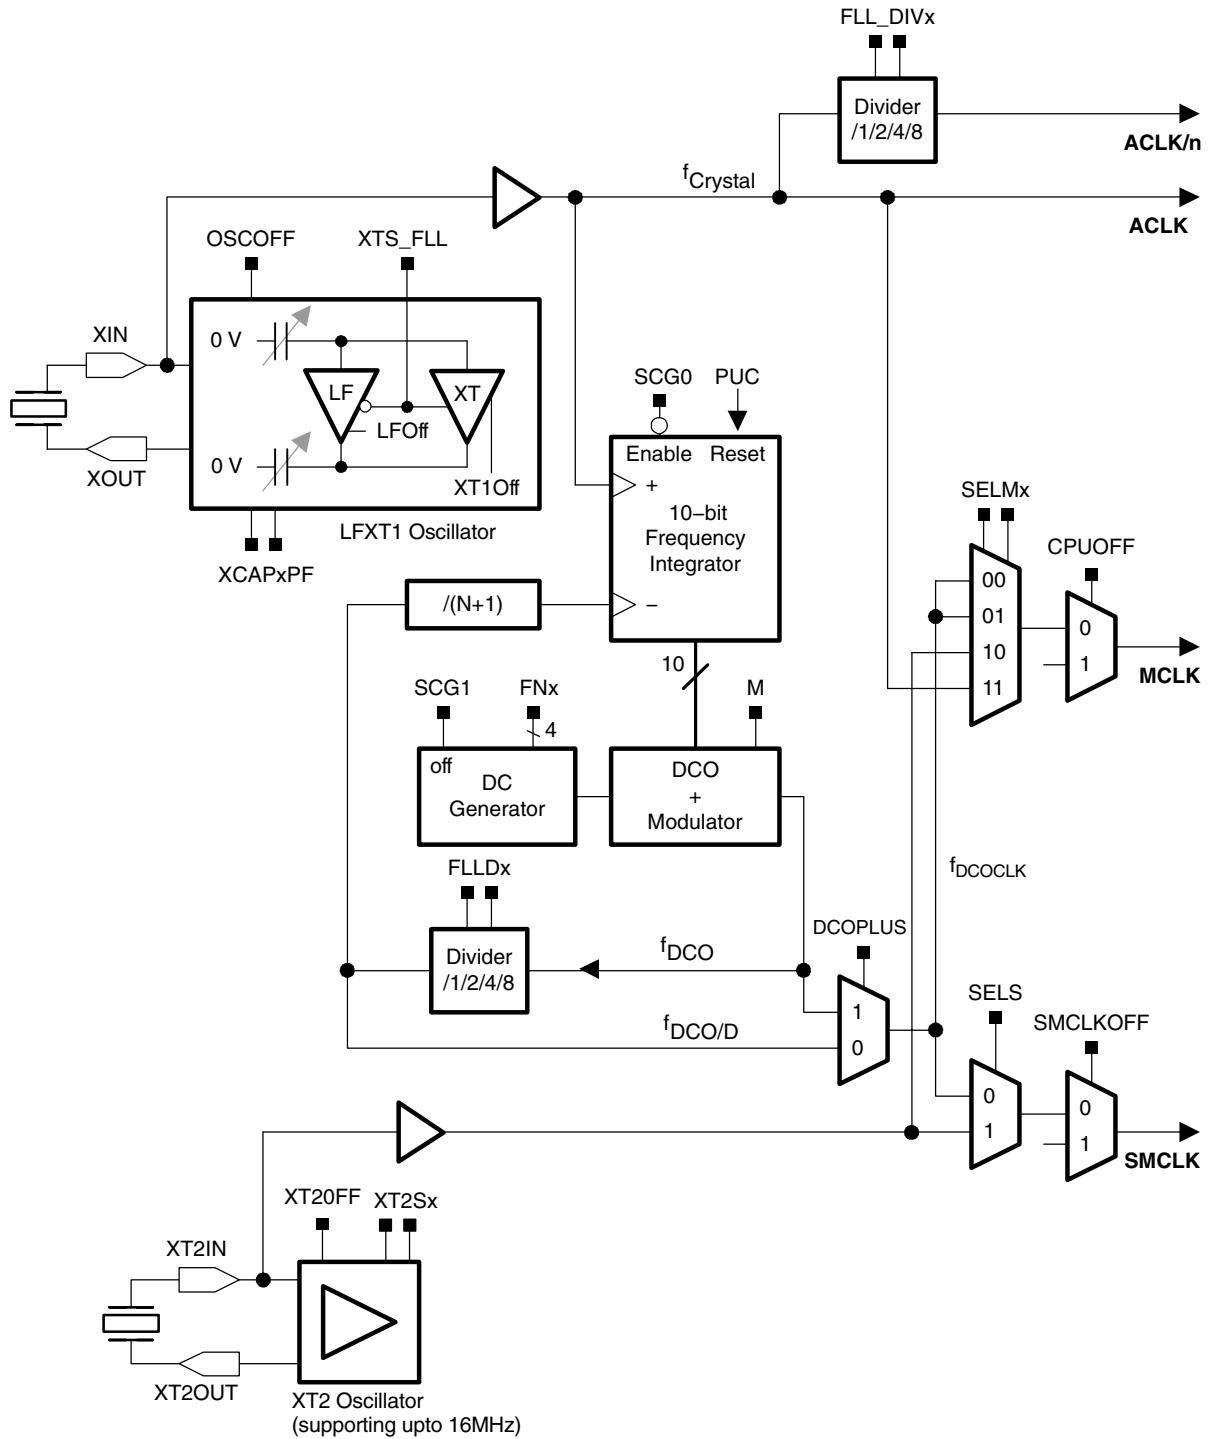 FLL_DIVx
Divider
/1/2/4/8
ACLK/n
fCrystal
ACLK
OSCOFF
XTS_FLL
0 V
XIN
LF
XT
LFOff
SCG0
PUC
Enable
Reset
XOUT
0 V
XT1Off
+
10–bit
Frequency
Integrator
LFXT1 Oscillator
XCAPxPF
SELMx
CPUOFF
00
01
10
11
0
1
MCLK
/(N+1)
–
10
SCG1
FNx
4
M
off
DC
Generator
DCO
+
Modulator
FLLDx
fDCOCLK
Divider
/1/2/4/8
fDCO
DCOPLUS
1
0
fDCO/D
SELS
SMCLKOFF
0
1
0
1
SMCLK
XT20FF
XT2Sx
XT2IN
XT2OUT
XT2 Oscillator
(supporting upto 16MHz)